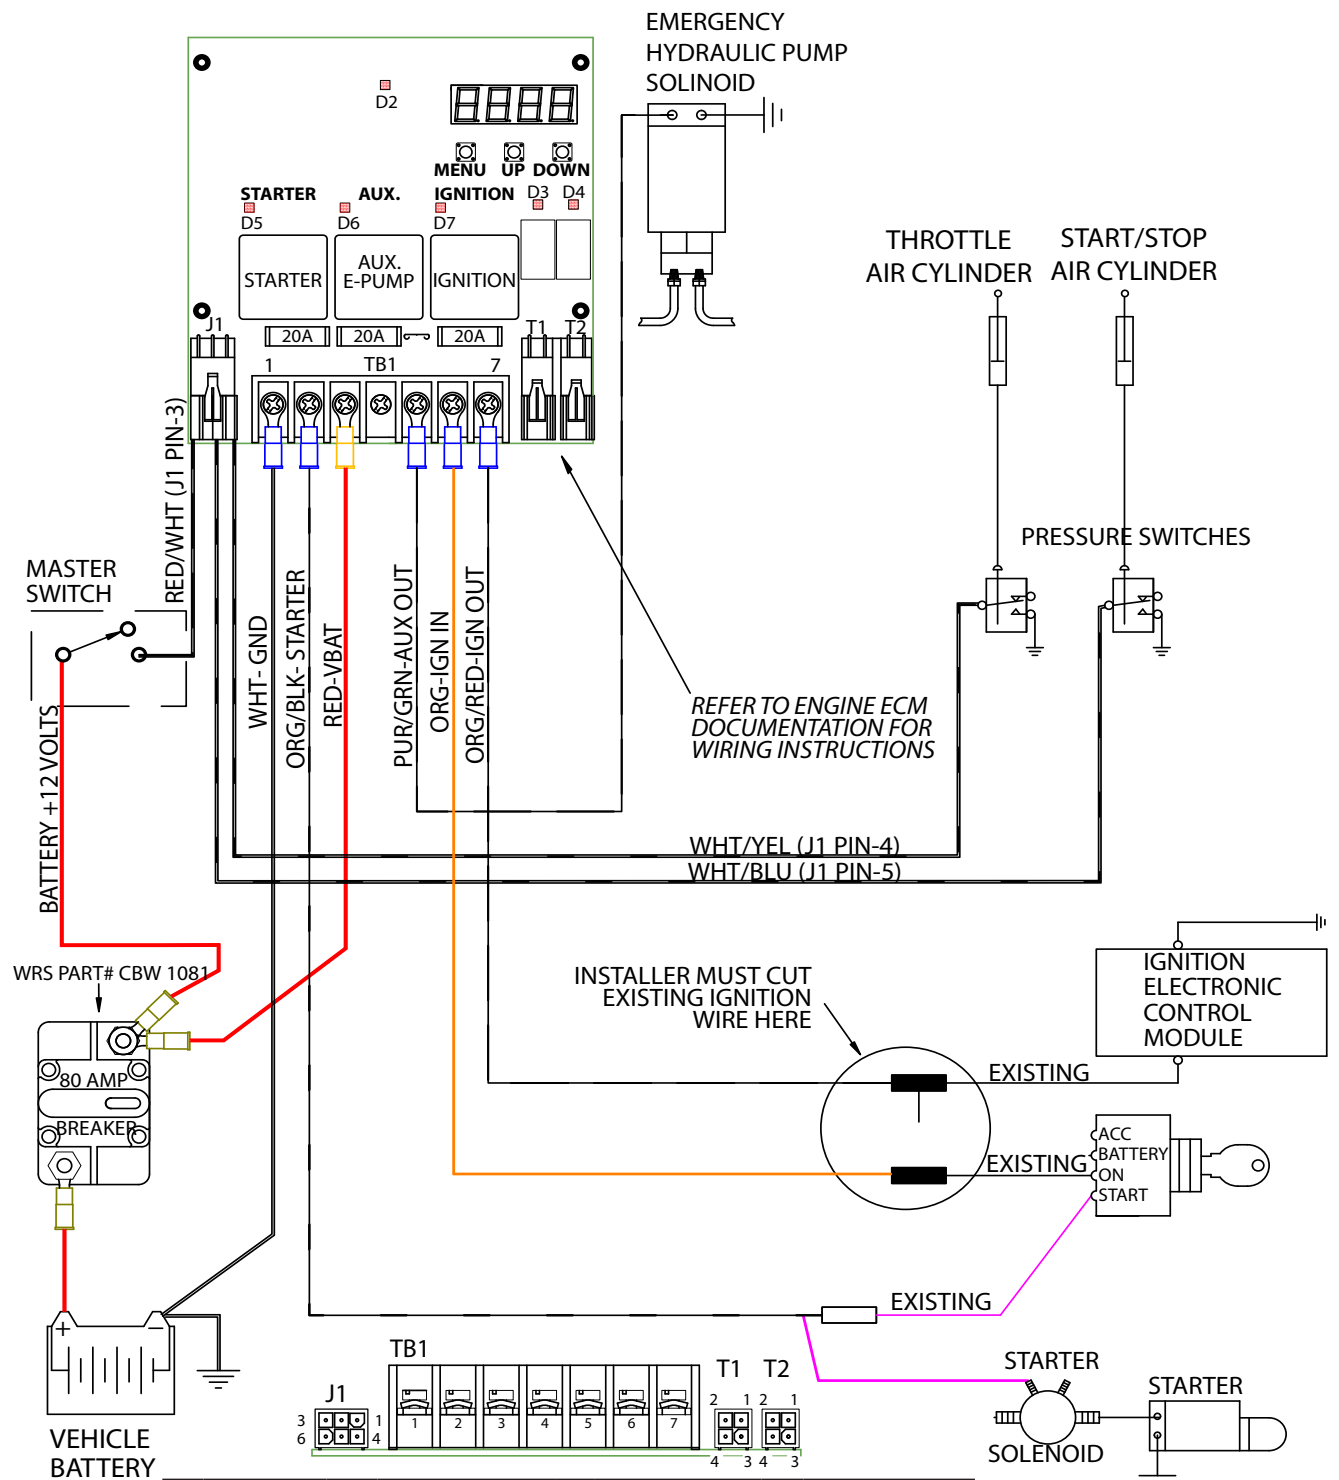 EMERGENCY
HYDRAULIC PUMP
SOLINOID
D2
MENU UP DOWN
STARTER AUX. IGNITION D3 D4
D5 D6 D7
STARTER
AUX.
E-PUMP
IGNITION
J1
20A 20A 20A
T1 T2
1 TB1 7
THROTTLE
AIR CYLINDER
START/STOP
AIR CYLINDER
PRESSURE SWITCHES
RED/WHT (J1 PIN-3)
MASTER
SWITCH
WHT- GND
ORG/BLK- STARTER
RED-VBAT
PUR/GRN-AUX OUT
ORG-IGN IN
ORG/RED-IGN OUT
REFER TO ENGINE ECM
DOCUMENTATION FOR
WIRING INSTRUCTIONS
BATTERY +12 VOLTS
WHT/YEL (J1 PIN-4)
WHT/BLU (J1 PIN-5)
WRS PART# CBW 1081
INSTALLER MUST CUT
EXISTING IGNITION
WIRE HERE
IGNITION
ELECTRONIC
CONTROL
MODULE
EXISTING
80 AMP
BREAKER
EXISTING
ACC
BATTERY
ON
START
EXISTING
+ −
VEHICLE
BATTERY
J1
3 1
6 4
TB1
1 2 3 4 5 6 7
T1 T2
2 1 2 1
4 3 4 3
STARTER
SOLENOID
STARTER